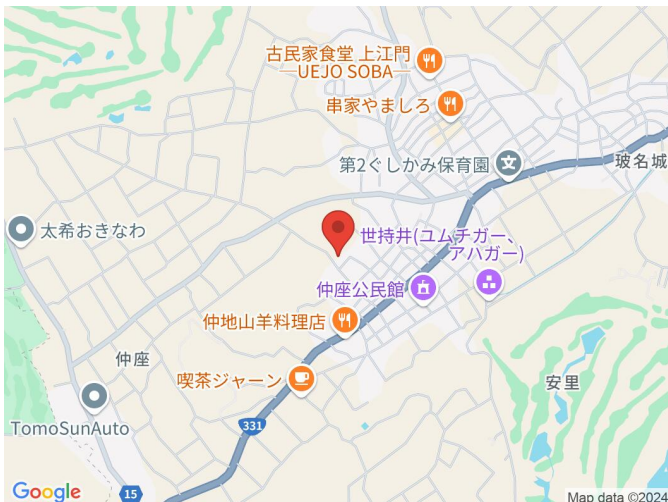 古民家食堂 上江門
─UEJO SOBA─
串家やましろ
第2ぐしかみ保育園
文
玻名城
太希おきなわ
世持井(ユムチガー、
アハガー)
仲座公民館
仲地山羊料理店
仲座
喫茶ジャーン
安里
TomoSunAuto
331
15
Google
Map data ©2024